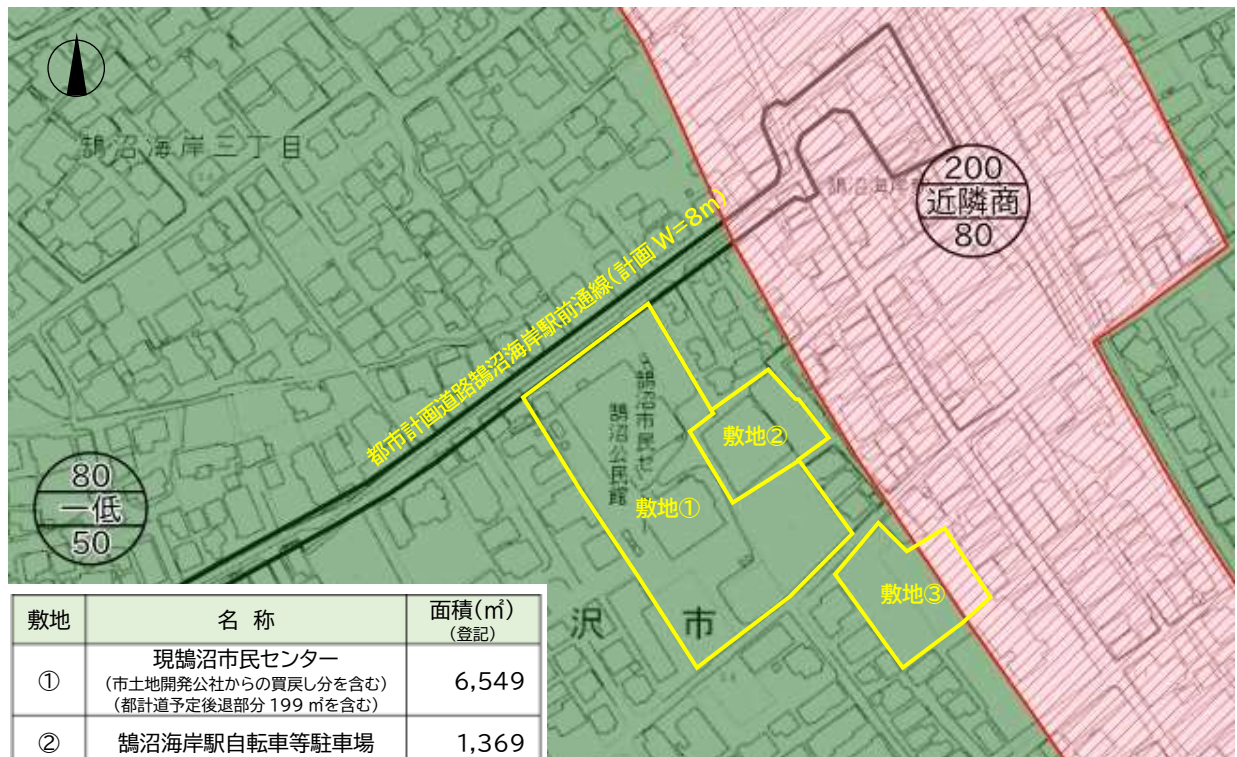 鵠沼海岸三丁目
200
近隣商
80
都市計画道路鵠沼海岸駅前通線(計画 W=8m)
鵠沼市民センター
鵠沼公民館
敷地②
敷地①
敷地③
80
一低
50
沢 市
敷地 名 称 面積(㎡)
(登記)
① 現鵠沼市民センター 6,549
(市土地開発公社からの買戻し分を含む)
(都計道予定後退部分 199 ㎡を含む)
② 鵠沼海岸駅自転車等駐車場 1,369